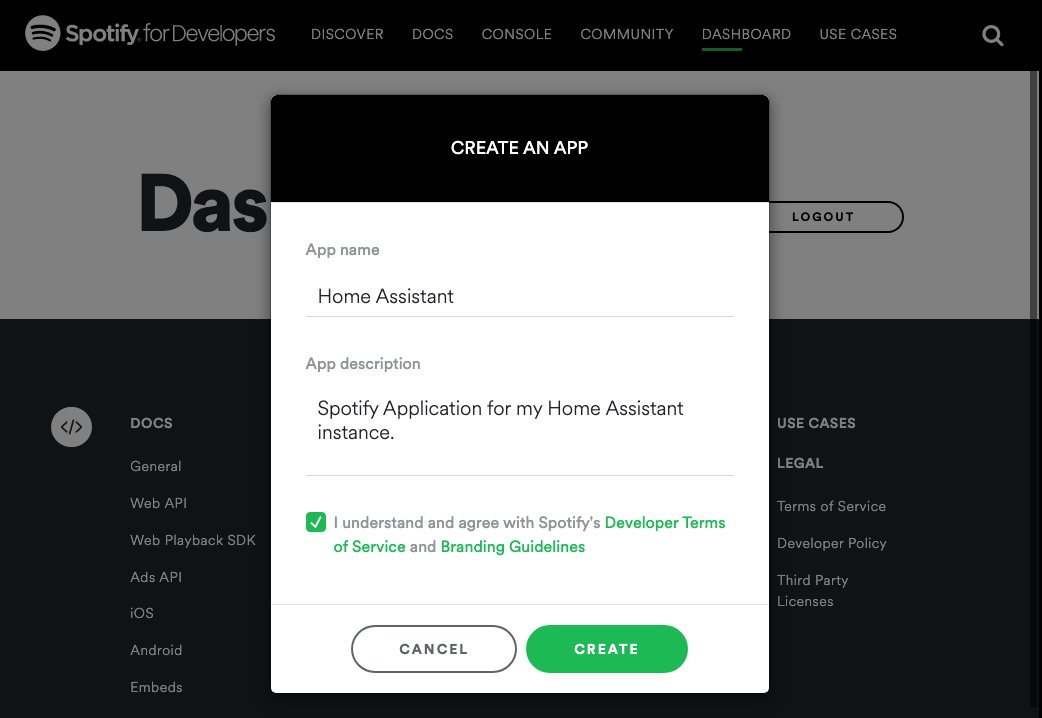 Spotify for Developers
DISCOVER
DOCS
CONSOLE
COMMUNITY
DASHBOARD
USE CASES
CREATE AN APP
Das
LOGOUT
App name
Home Assistant
App description
Spotify Application for my Home Assistant
instance.
I understand and agree with Spotify's Developer Terms
of Service and Branding Guidelines
CANCEL
CREATE
</>
DOCS
General
Web API
Web Playback SDK
Ads API
iOS
Android
Embeds
USE CASES
LEGAL
Terms of Service
Developer Policy
Third Party
Licenses